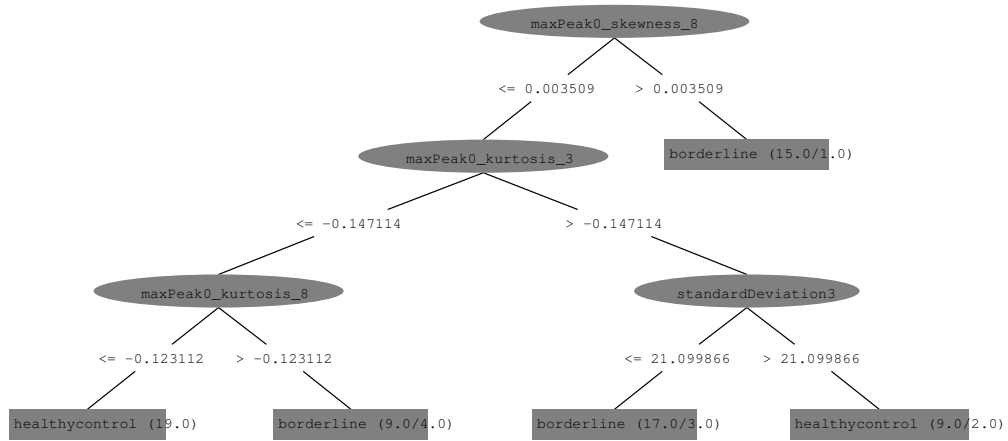 maxPeak0_skewness_8
<= 0.003509 > 0.003509
maxPeak0_kurtosis_3
borderline (15.0/1.0)
<= −0.147114 > −0.147114
maxPeak0_kurtosis_8
standardDeviation3
<= −0.123112 > −0.123112 <= 21.099866 > 21.099866
healthycontrol (19.0) borderline (9.0/4.0) borderline (17.0/3.0) healthycontrol (9.0/2.0)